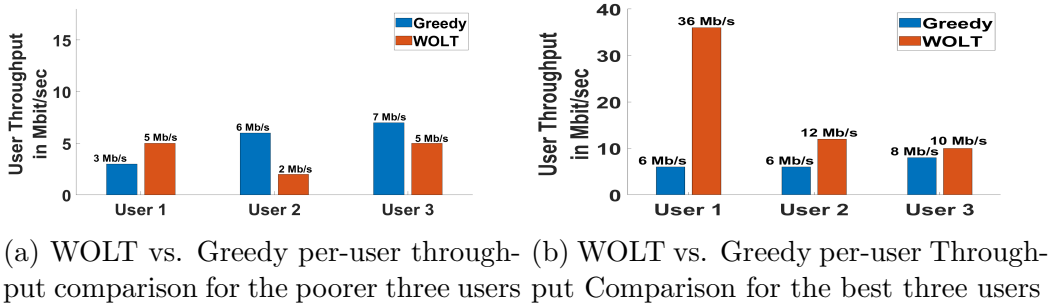 User Throughput
in Mbit/sec
15
10
5
0
3 Mb/s
5 Mb/s
6 Mb/s
2 Mb/s
7 Mb/s
5 Mb/s
Greedy
WOLT
User 1
User 2
User 3
(a) WOLT vs. Greedy per-user through-
put comparison for the poorer three users
User Throughput
in Mbit/sec
40
30
20
10
0
6 Mb/s
36 Mb/s
6 Mb/s
12 Mb/s
8 Mb/s
10 Mb/s
Greedy
WOLT
User 1
User 2
User 3
(b) WOLT vs. Greedy per-user Through-
put Comparison for the best three users